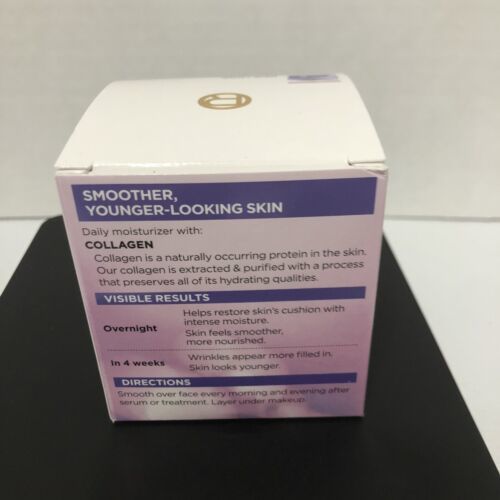 SMOOTHER,
YOUNGER-LOOKING SKIN
Daily moisturizer with:
COLLAGEN
Collagen is a naturally occurring protein in the skin.
Our collagen is extracted & purified with a process
that preserves all of its hydrating qualities.
VISIBLE RESULTS
Overnight
Helps restore skin's cushion with
intense moisture.
Skin feels smoother,
more nourished.
In 4 weeks
Wrinkles appear more filled in.
Skin looks younger.
DIRECTIONS
Smooth over face every morning and evening after
serum or treatment. Layer under makeup.